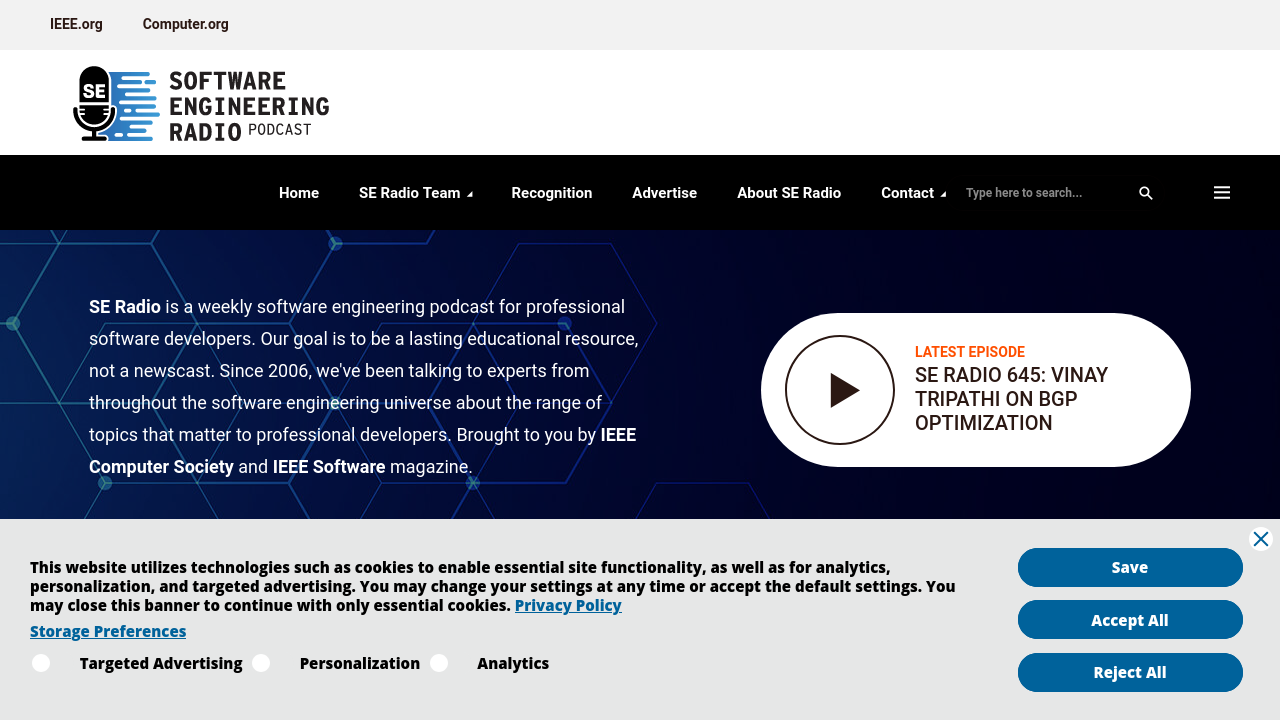 IEEE.org
Computer.org
SE
SOFTWARE
ENGINEERING
RADIO PODCAST
Home
SE Radio Team
Recognition
Advertise
About SE Radio
Contact
Type here to search...
SE Radio is a weekly software engineering podcast for professional
software developers. Our goal is to be a lasting educational resource,
not a newscast. Since 2006, we've been talking to experts from
throughout the software engineering universe about the range of
topics that matter to professional developers. Brought to you by IEEE
Computer Society and IEEE Software magazine.
LATEST EPISODE
SE RADIO 645: VINAY
TRIPATHI ON BGP
OPTIMIZATION
This website utilizes technologies such as cookies to enable essential site functionality, as well as for analytics,
personalization, and targeted advertising. You may change your settings at any time or accept the default settings. You
may close this banner to continue with only essential cookies. Privacy Policy
Storage Preferences
Targeted Advertising
Personalization
Analytics
Save
Accept All
Reject All